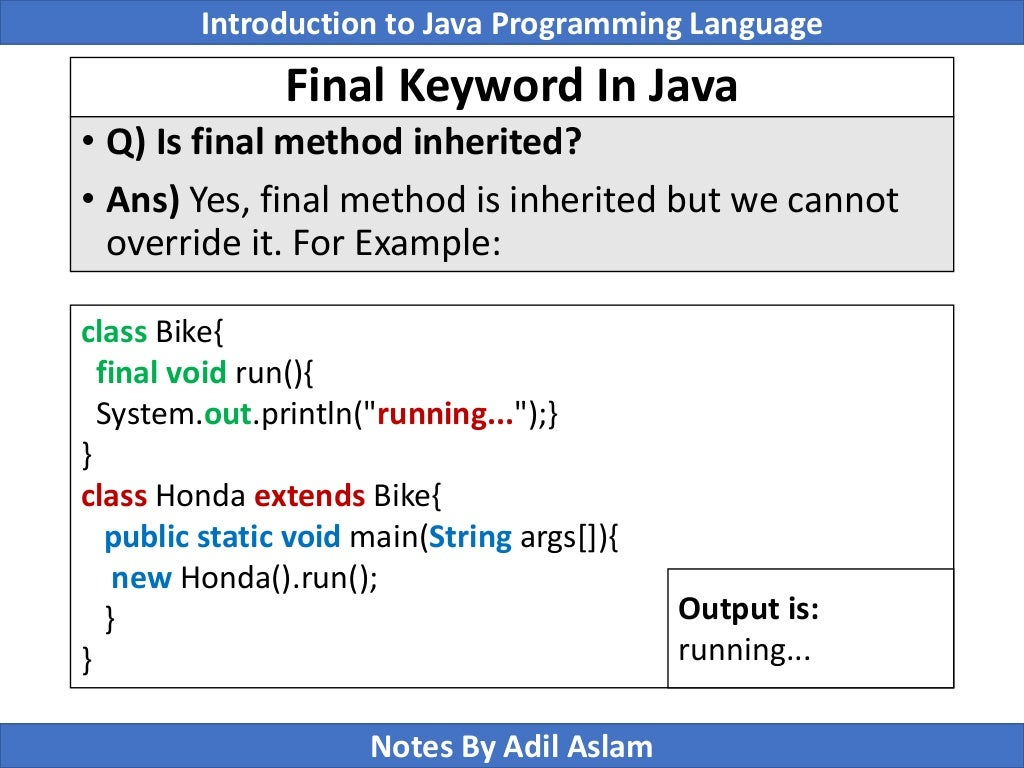 Introduction to Java Programming Language
Final Keyword In Java
• Q) Is final method inherited?
• Ans) Yes, final method is inherited but we cannot
override it. For Example:
class Bike{
final void run(){
System.out.println("running...");}
}
class Honda extends Bike{
public static void main(String args[]){
new Honda().run();
}
}
Output is:
running...
Notes By Adil Aslam